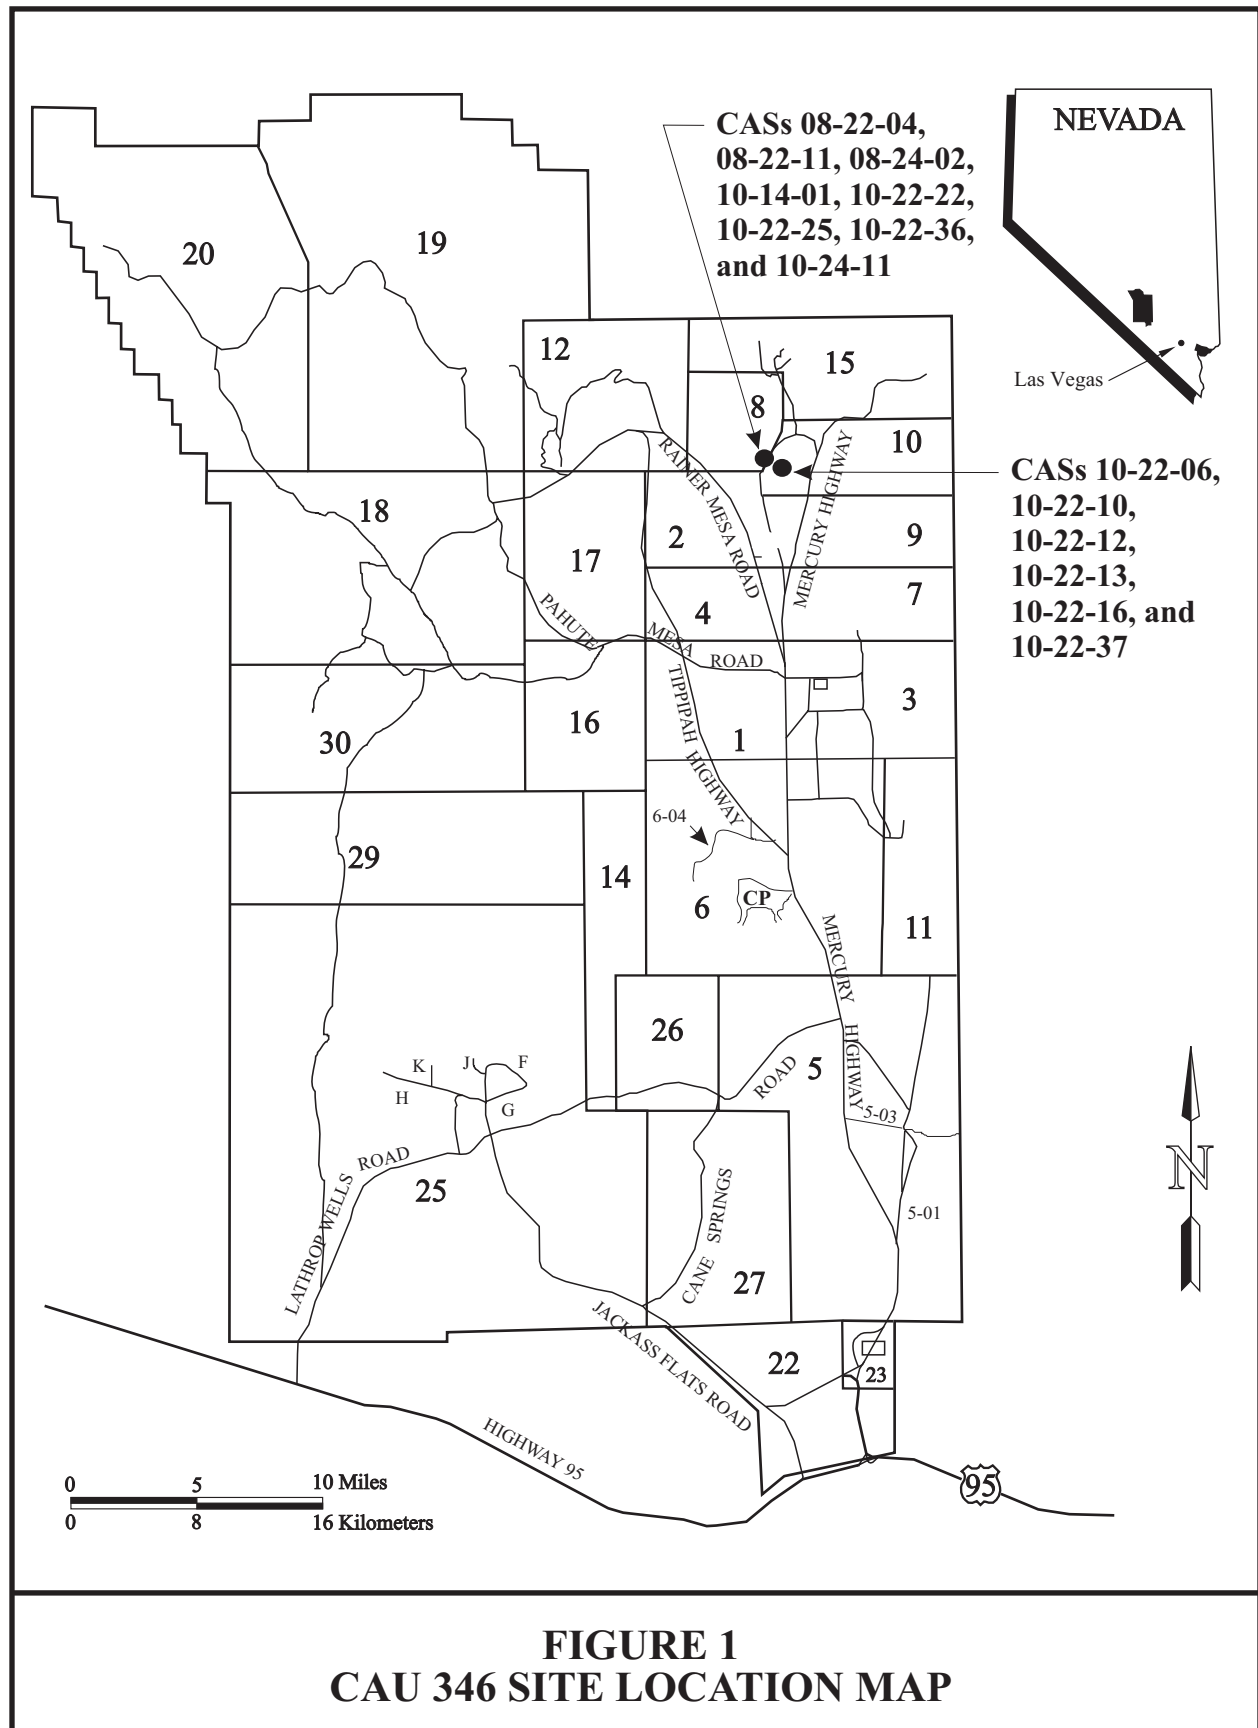 CASs 08-22-04,
08-22-11, 08-24-02,
10-14-01, 10-22-22,
10-22-25, 10-22-36,
and 10-24-11
NEVADA
Las Vegas
20
19
12
15
8
10
CASs 10-22-06,
10-22-10,
10-22-12,
10-22-13,
10-22-16, and
10-22-37
RAINER MESA ROAD
MERCURY HIGHWAY
18
2
9
17
7
4
PAHUTE
MESA
ROAD
TIPPIPAH HIGHWAY
3
16
1
30
6-04
29
14
CP
6
11
MERCURY
HIGHWAY
26
5
ROAD
K
J
F
H
G
5-03
ROAD
25
LATHROP WELLS
CANE SPRINGS
5-01
27
N
JACKASS FLATS ROAD
22
23
HIGHWAY 95
95
0 5 10 Miles
0 8 16 Kilometers
FIGURE 1
CAU 346 SITE LOCATION MAP